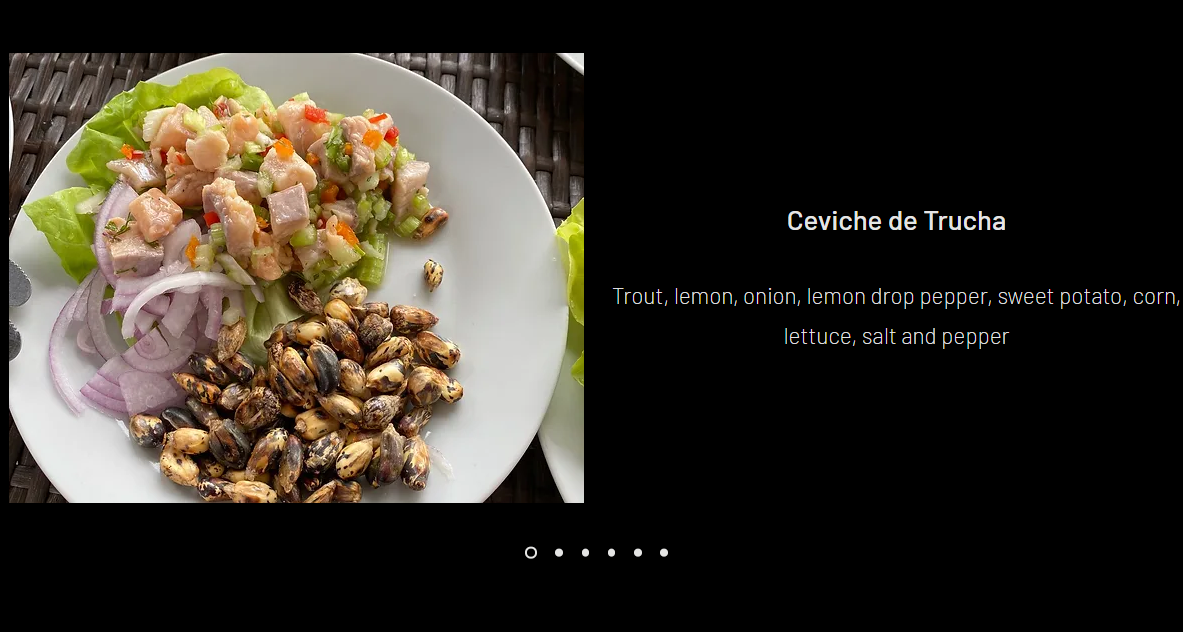 Ceviche de Trucha
Trout, lemon, onion, lemon drop pepper, sweet potato, corn,
lettuce, salt and pepper